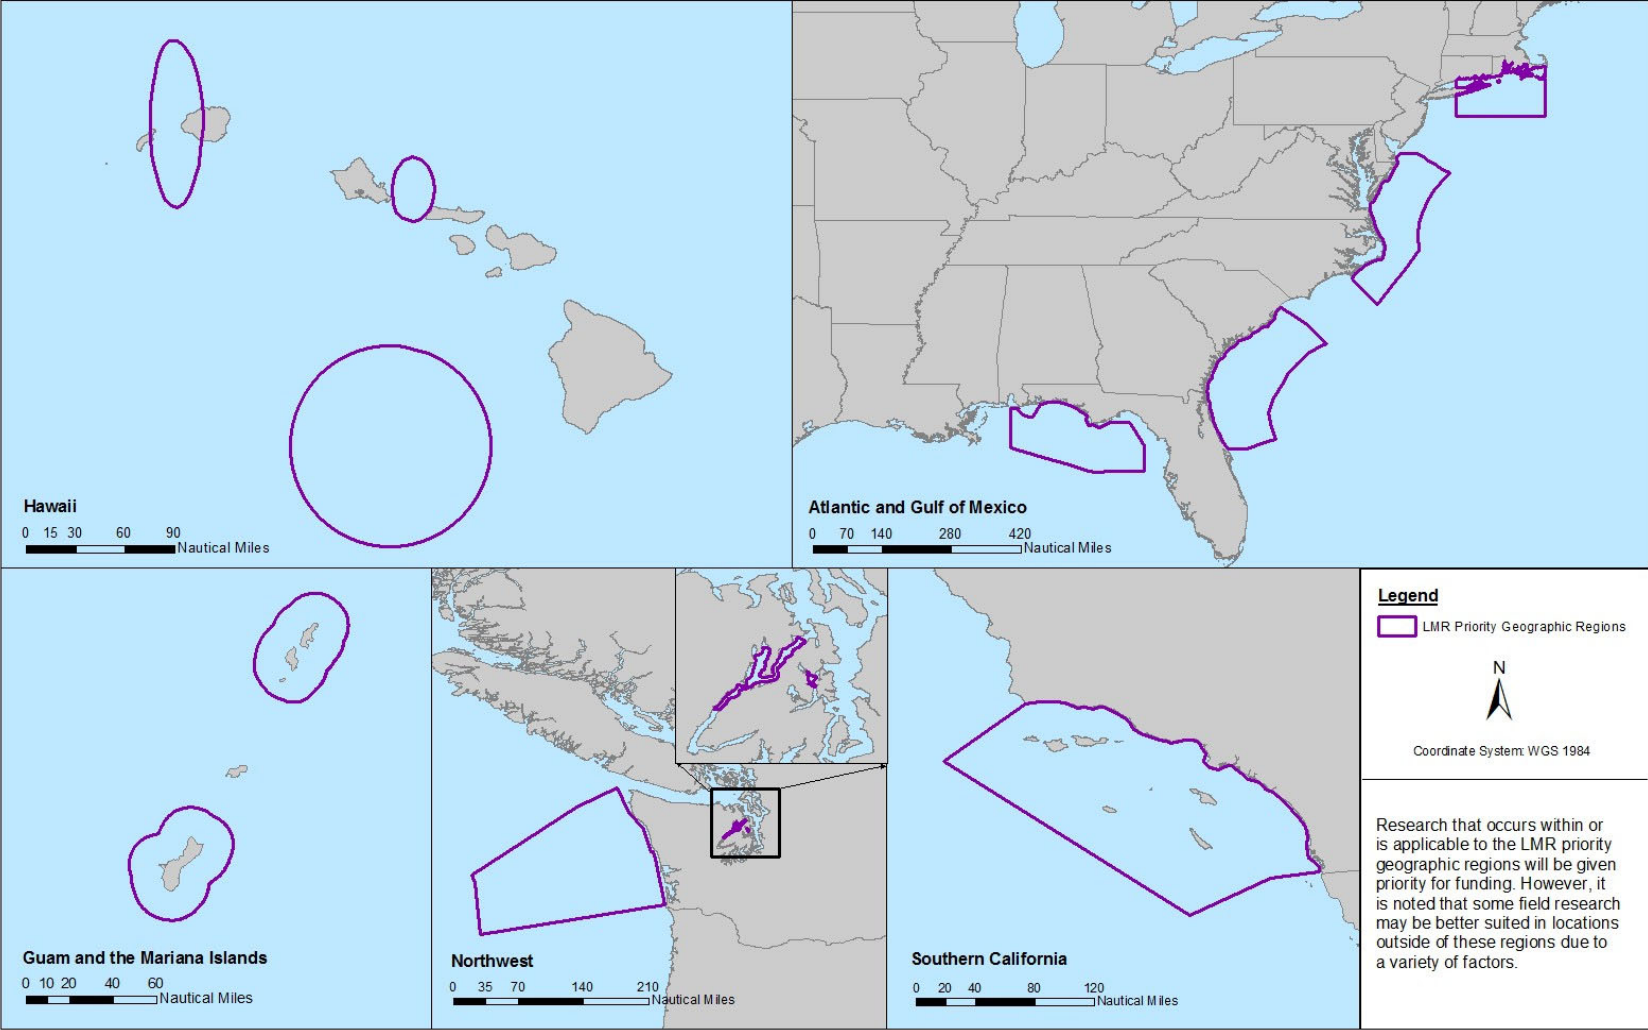 Hawaii
0 15 30 60 90
Nautical Miles
Atlantic and Gulf of Mexico
0 70 140 280 420
Nautical Miles
Guam and the Mariana Islands
0 10 20 40 60
Nautical Miles
Northwest
0 35 70 140 210
Nautical Miles
Southern California
0 20 40 80 120
Nautical Miles
Legend
LMR Priority Geographic Regions
N
Coordinate System: WGS 1984
Research that occurs within or
is applicable to the LMR priority
geographic regions will be given
priority for funding. However, it
is noted that some field research
may be better suited in locations
outside of these regions due to
a variety of factors.